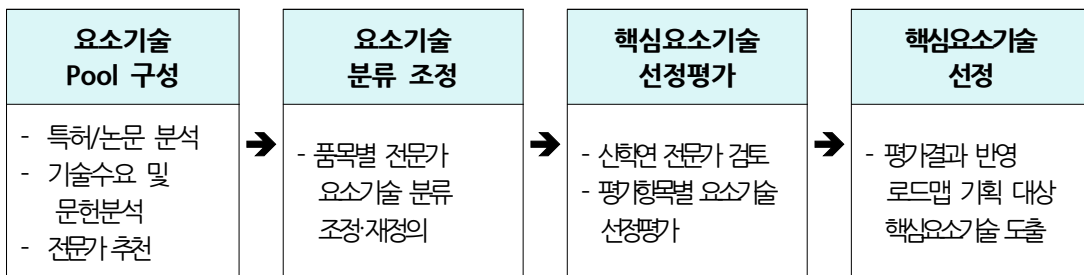 요소기술
Pool 구성
- 특허/논문 분석
- 기술수요 및
문헌분석
- 전문가 추천
➔
요소기술
분류 조정
- 품목별 전문가
요소기술 분류
조정·재정의
➔
핵심요소기술
선정평가
- 산학연 전문가 검토
- 평가항목별 요소기술
선정평가
➔
핵심요소기술
선정
- 평가결과 반영
로드맵 기획 대상
핵심요소기술 도출